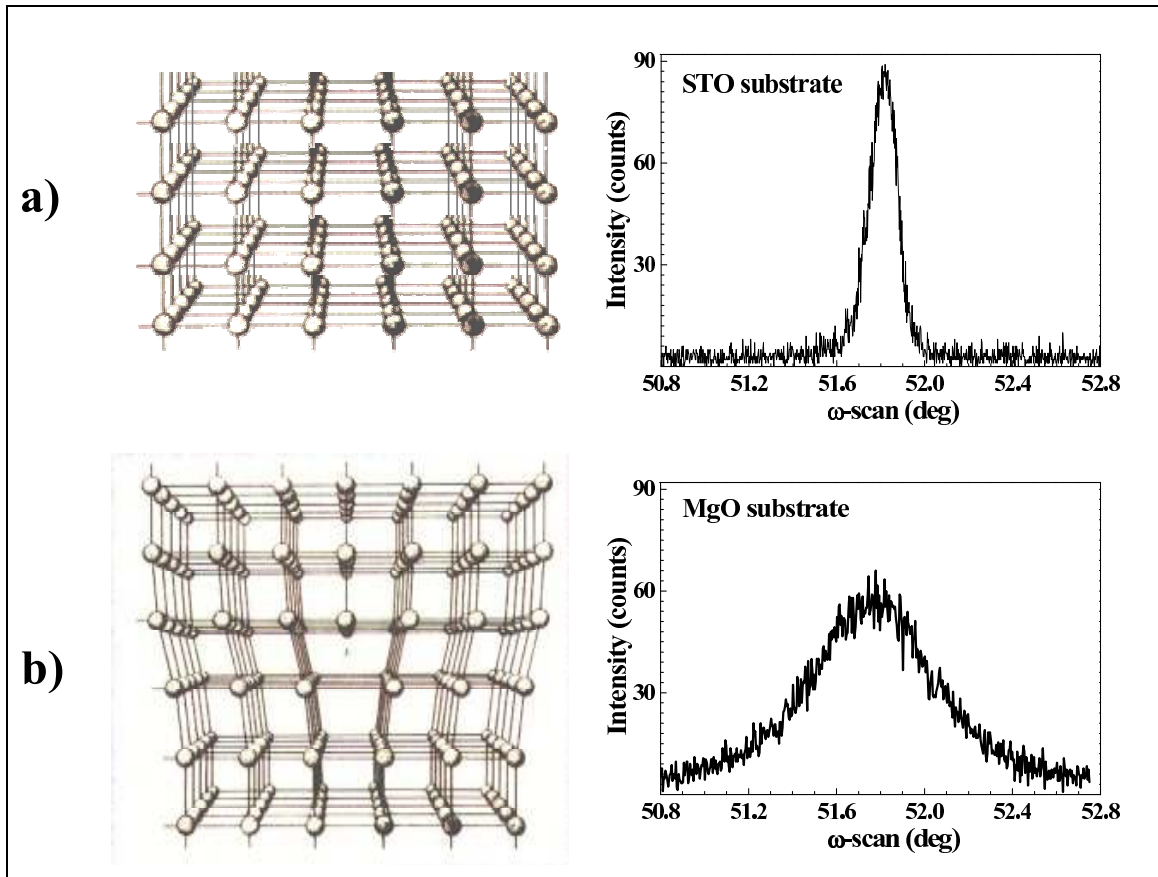 a)
STO substrate
Intensity (counts)
90
60
30
50.8 51.2 51.6 52.0 52.4 52.8
ω-scan (deg)
b)
MgO substrate
Intensity (counts)
90
60
30
50.8 51.2 51.6 52.0 52.4 52.8
ω-scan (deg)